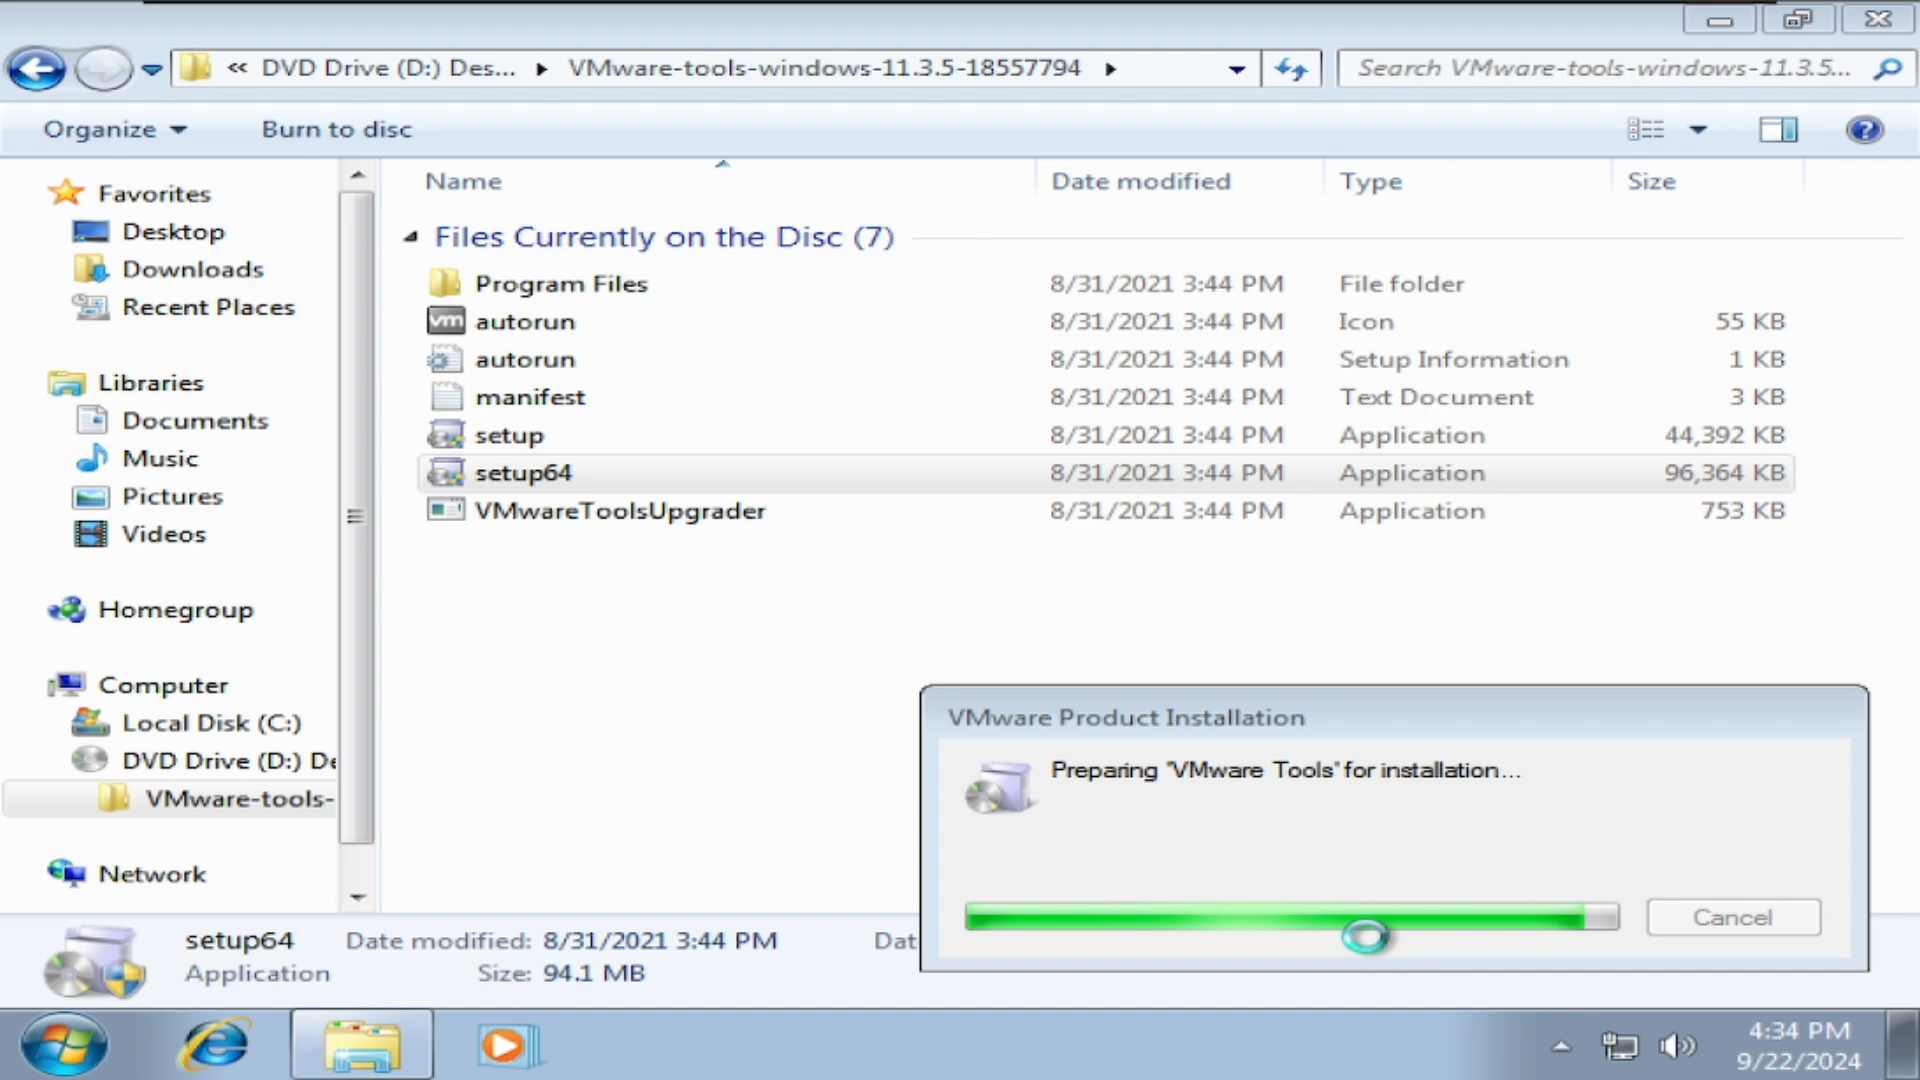 « DVD Drive (D:) Des... VMware-tools-windows-11.3.5-18557794 Search VMware-tools-windows-11.3.5...
Organize Burn to disc
Name Date modified Type Size
Favorites
Desktop
Downloads
Recent Places
Libraries
Documents
Music
Pictures
Videos
Homegroup
Computer
Local Disk (C:)
DVD Drive (D:) De
VMware-tools-
Network
Files Currently on the Disc (7)
Program Files 8/31/2021 3:44 PM File folder
vm autorun 8/31/2021 3:44 PM Icon 55 KB
autorun 8/31/2021 3:44 PM Setup Information 1 KB
manifest 8/31/2021 3:44 PM Text Document 3 KB
setup 8/31/2021 3:44 PM Application 44,392 KB
setup64 8/31/2021 3:44 PM Application 96,364 KB
VMwareToolsUpgrader 8/31/2021 3:44 PM Application 753 KB
VMware Product Installation
Preparing 'VMware Tools' for installation...
Cancel
setup64 Date modified: 8/31/2021 3:44 PM Dat
Application Size: 94.1 MB
4:34 PM
9/22/2024